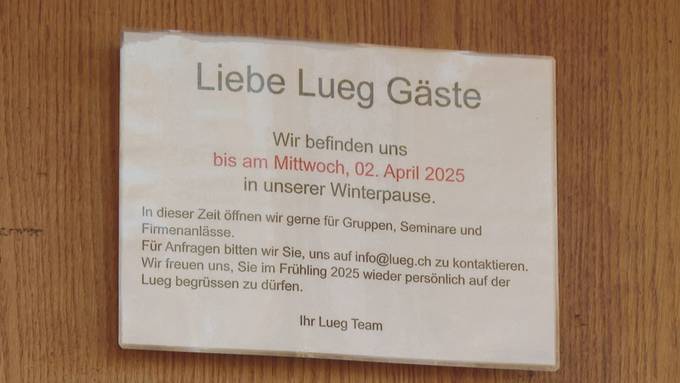 Liebe Lueg Gäste
Wir befinden uns
bis am Mittwoch, 02. April 2025
in unserer Winterpause.
In dieser Zeit öffnen wir gerne für Gruppen, Seminare und
Firmenanlässe.
Für Anfragen bitten wir Sie, uns auf info@lueg.ch zu kontaktieren.
Wir freuen uns, Sie im Frühling 2025 wieder persönlich auf der
Lueg begrüssen zu dürfen.
Ihr Lueg Team